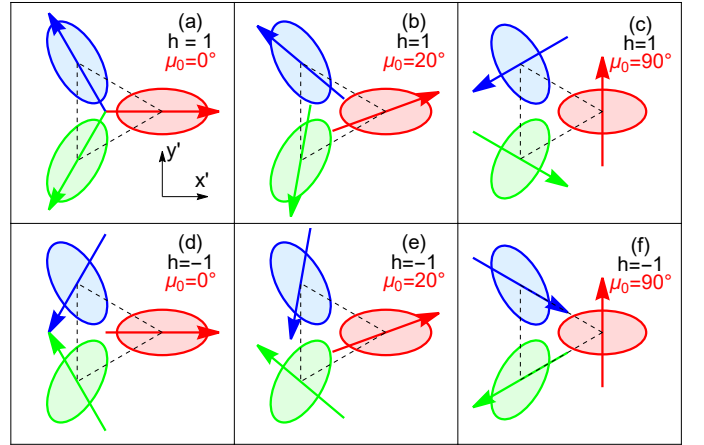 (a)
h = 1
μ₀=0°
y'
x'
(b)
h=1
μ₀=20°
(c)
h=1
μ₀=90°
(d)
h=−1
μ₀=0°
(e)
h=−1
μ₀=20°
(f)
h=−1
μ₀=90°